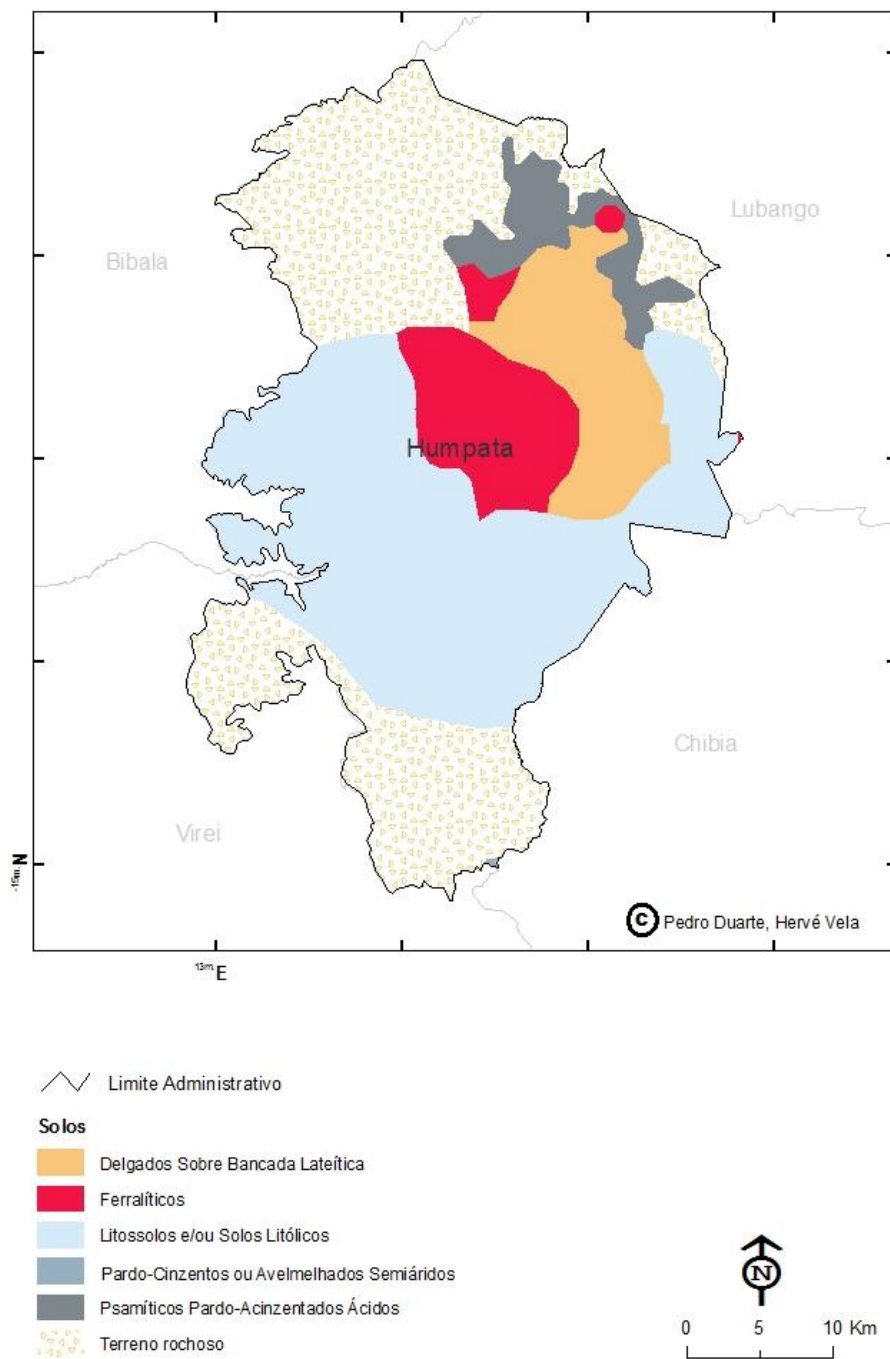 Lubango
Bibala
Humpata
Chibia
Virei
-15m. N
© Pedro Duarte, Hervé Vela
13m. E
Limite Administrativo
Solos
Delgados Sobre Bancada Lateítica
Ferralíticos
Litossolos e/ou Solos Litólicos
Pardo-Cinzentos ou Avelmelhados Semiáridos
Psamíticos Pardo-Acinzentados Ácidos
Terreno rochoso
N
0 5 10 Km